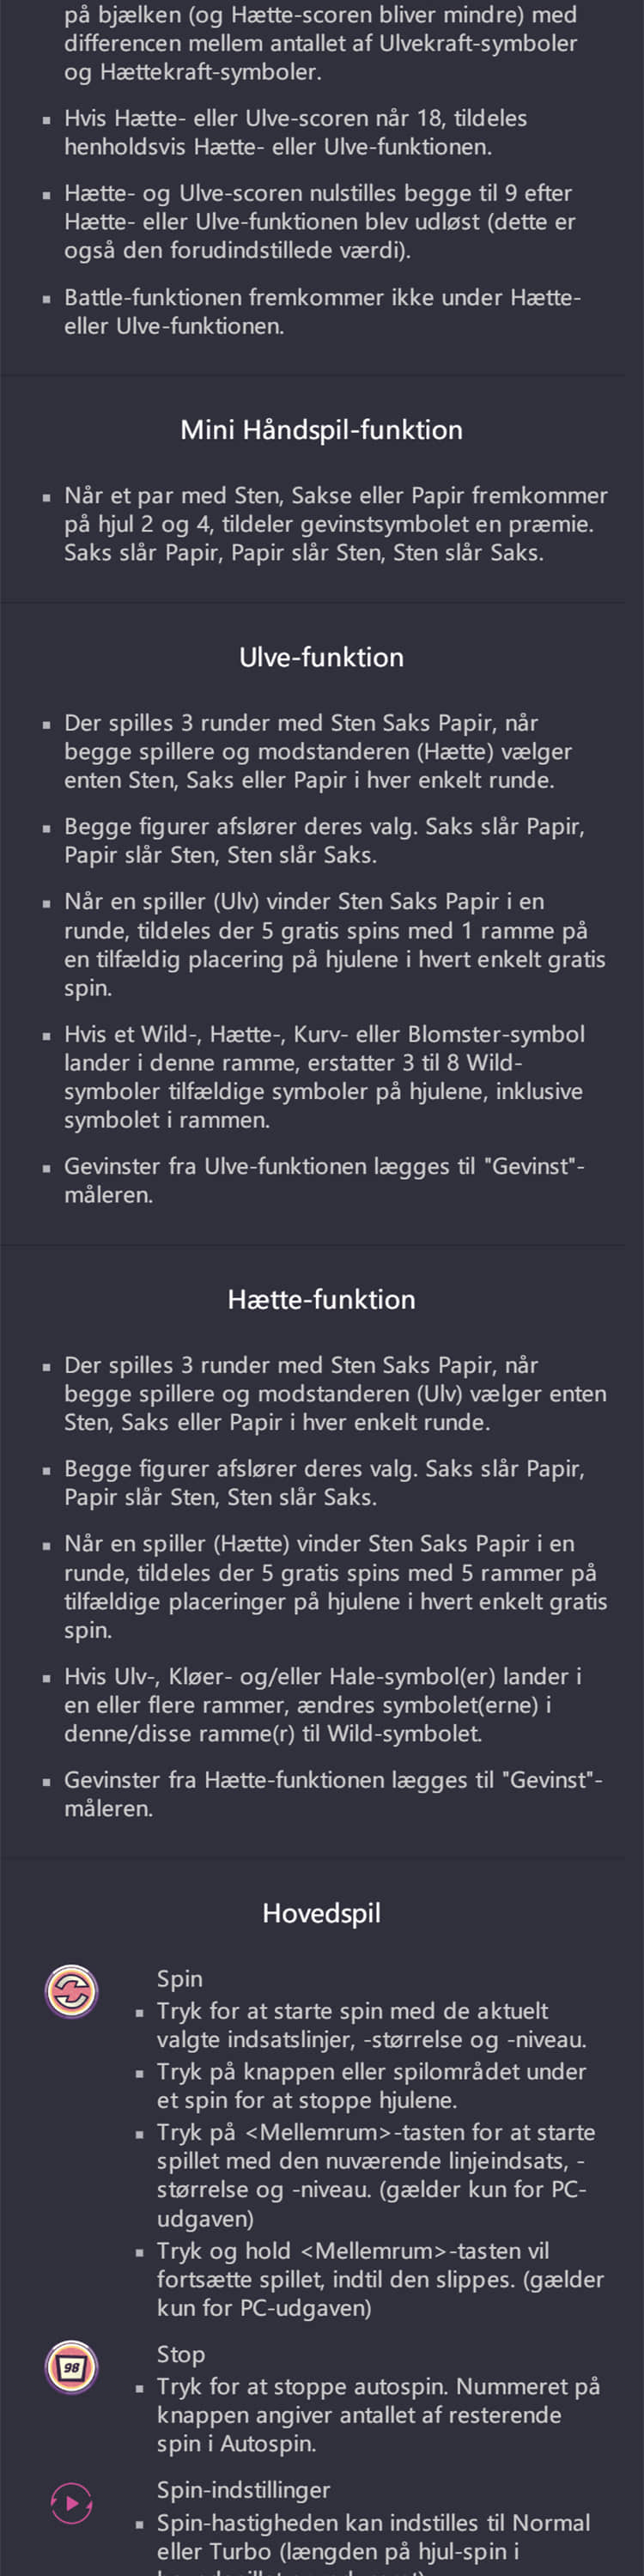 på bjælken (og Hætte-scoren bliver mindre) med
differencen mellem antallet af Ulvekraft-symboler
og Hættekraft-symboler.
▪ Hvis Hætte- eller Ulve-scoren når 18, tildeles
henholdsvis Hætte- eller Ulve-funktionen.
▪ Hætte- og Ulve-scoren nulstilles begge til 9 efter
Hætte- eller Ulve-funktionen blev udløst (dette er
også den forudindstillede værdi).
▪ Battle-funktionen fremkommer ikke under Hætte-
eller Ulve-funktionen.
Mini Håndspil-funktion
▪ Når et par med Sten, Sakse eller Papir fremkommer
på hjul 2 og 4, tildeler gevinstsymbolet en præmie.
Saks slår Papir, Papir slår Sten, Sten slår Saks.
Ulve-funktion
▪ Der spilles 3 runder med Sten Saks Papir, når
begge spillere og modstanderen (Hætte) vælger
enten Sten, Saks eller Papir i hver enkelt runde.
▪ Begge figurer afslører deres valg. Saks slår Papir,
Papir slår Sten, Sten slår Saks.
▪ Når en spiller (Ulv) vinder Sten Saks Papir i en
runde, tildeles der 5 gratis spins med 1 ramme på
en tilfældig placering på hjulene i hvert enkelt gratis
spin.
▪ Hvis et Wild-, Hætte-, Kurv- eller Blomster-symbol
lander i denne ramme, erstatter 3 til 8 Wild-
symboler tilfældige symboler på hjulene, inklusive
symbolet i rammen.
▪ Gevinster fra Ulve-funktionen lægges til "Gevinst"-
måleren.
Hætte-funktion
▪ Der spilles 3 runder med Sten Saks Papir, når
begge spillere og modstanderen (Ulv) vælger enten
Sten, Saks eller Papir i hver enkelt runde.
▪ Begge figurer afslører deres valg. Saks slår Papir,
Papir slår Sten, Sten slår Saks.
▪ Når en spiller (Hætte) vinder Sten Saks Papir i en
runde, tildeles der 5 gratis spins med 5 rammer på
tilfældige placeringer på hjulene i hvert enkelt gratis
spin.
▪ Hvis Ulv-, Kløer- og/eller Hale-symbol(er) lander i
en eller flere rammer, ændres symbolet(erne) i
denne/disse ramme(r) til Wild-symbolet.
▪ Gevinster fra Hætte-funktionen lægges til "Gevinst"-
måleren.
Hovedspil
Spin
▪ Tryk for at starte spin med de aktuelt
valgte indsatslinjer, -størrelse og -niveau.
▪ Tryk på knappen eller spilområdet under
et spin for at stoppe hjulene.
▪ Tryk på <Mellemrum>-tasten for at starte
spillet med den nuværende linjeindsats, -
størrelse og -niveau. (gælder kun for PC-
udgaven)
▪ Tryk og hold <Mellemrum>-tasten vil
fortsætte spillet, indtil den slippes. (gælder
kun for PC-udgaven)
98
Stop
▪ Tryk for at stoppe autospin. Nummeret på
knappen angiver antallet af resterende
spin i Autospin.
Spin-indstillinger
▪ Spin-hastigheden kan indstilles til Normal
eller Turbo (længden på hjul-spin i